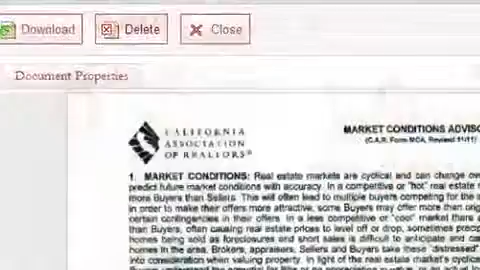 Download Delete Close
Document Properties
CALIFORNIA
ASSOCIATION
OF REALTORS®
MARKET CONDITIONS ADVISO
(C.A.R. Form MCA, Revised 11/11)
1. MARKET CONDITIONS: Real estate markets are cyclical and can change ov
predict future market conditions with accuracy. In a competitive or "hot" real estate
more Buyers than Sellers. This will often lead to multiple buyers competing for the
in order to make their offers more attractive, some Buyers may offer more than orig
certain contingencies in their offers. In a less competitive or "cool" market there
than Buyers, often causing real estate prices to level off or drop, sometimes precip
homes being sold as foreclosures and short sales is difficult to anticipate and ca
homes in the area. Brokers, appraisers, Sellers and Buyers take these "distressed"
into consideration when valuing property. In light of the real estate market's cyclica